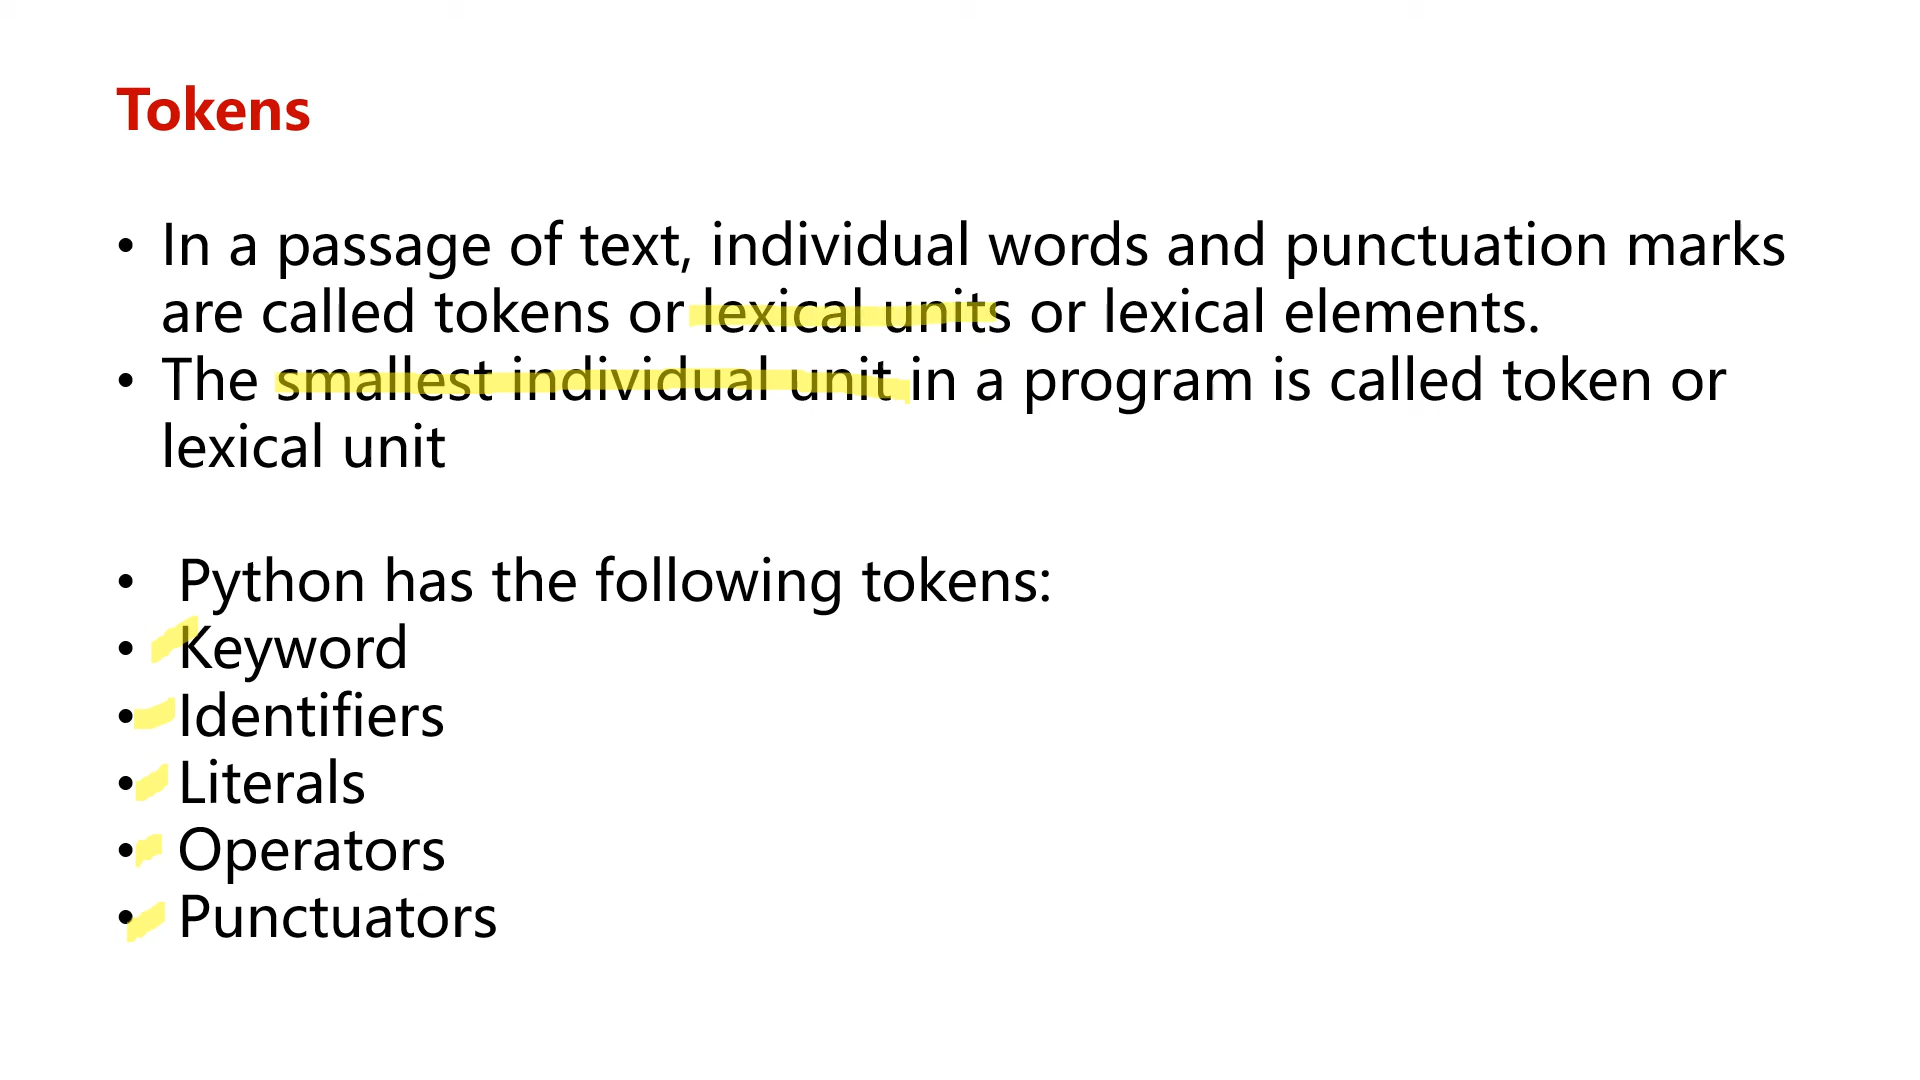 Tokens
• In a passage of text, individual words and punctuation marks
are called tokens or lexical units or lexical elements.
• The smallest individual unit in a program is called token or
lexical unit
• Python has the following tokens:
• Keyword
• Identifiers
• Literals
• Operators
• Punctuators